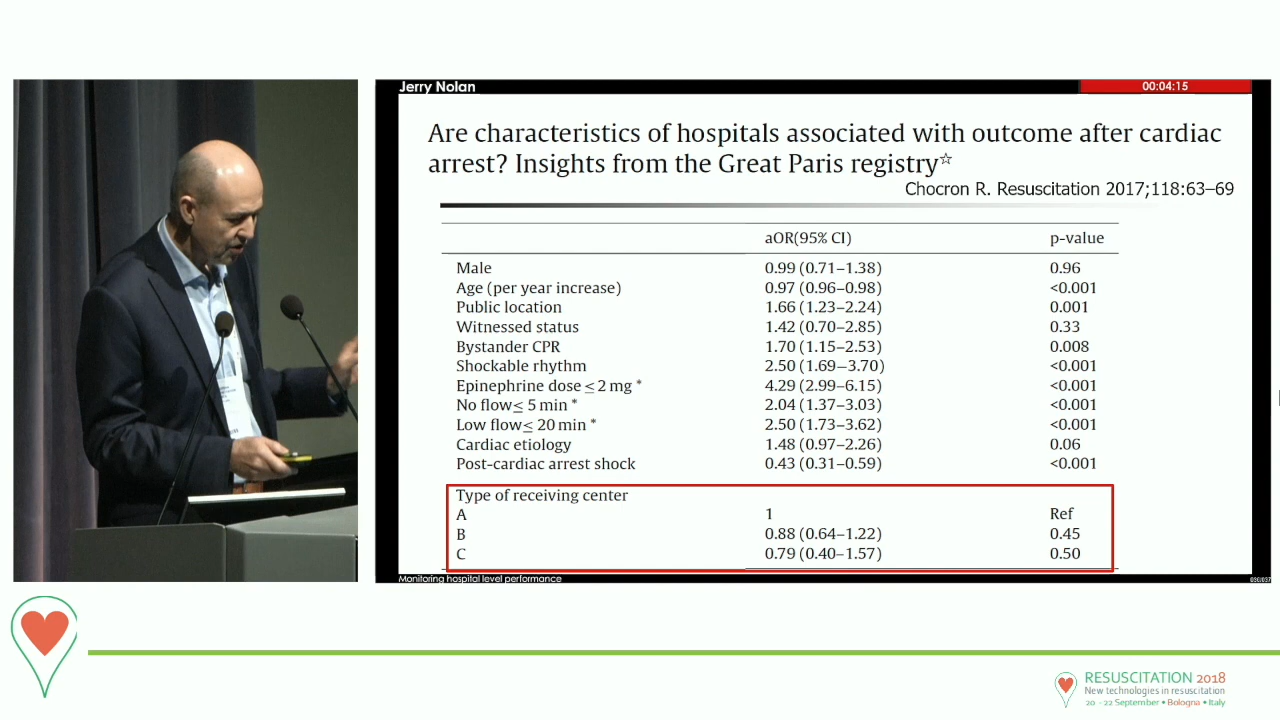 Jerry Nolan
00:04:15
Are characteristics of hospitals associated with outcome after cardiac
arrest? Insights from the Great Paris registry☆
Chocron R. Resuscitation 2017;118:63–69
aOR(95% CI) p-value
Male 0.99 (0.71–1.38) 0.96
Age (per year increase) 0.97 (0.96–0.98) <0.001
Public location 1.66 (1.23–2.24) 0.001
Witnessed status 1.42 (0.70–2.85) 0.33
Bystander CPR 1.70 (1.15–2.53) 0.008
Shockable rhythm 2.50 (1.69–3.70) <0.001
Epinephrine dose ≤ 2 mg * 4.29 (2.99–6.15) <0.001
No flow≤ 5 min * 2.04 (1.37–3.03) <0.001
Low flow≤ 20 min * 2.50 (1.73–3.62) <0.001
Cardiac etiology 1.48 (0.97–2.26) 0.06
Post-cardiac arrest shock 0.43 (0.31–0.59) <0.001
Type of receiving center
A 1 Ref
B 0.88 (0.64–1.22) 0.45
C 0.79 (0.40–1.57) 0.50
Monitoring hospital level performance
RESUSCITATION 2018
New technologies in resuscitation
20 - 22 September • Bologna • Italy